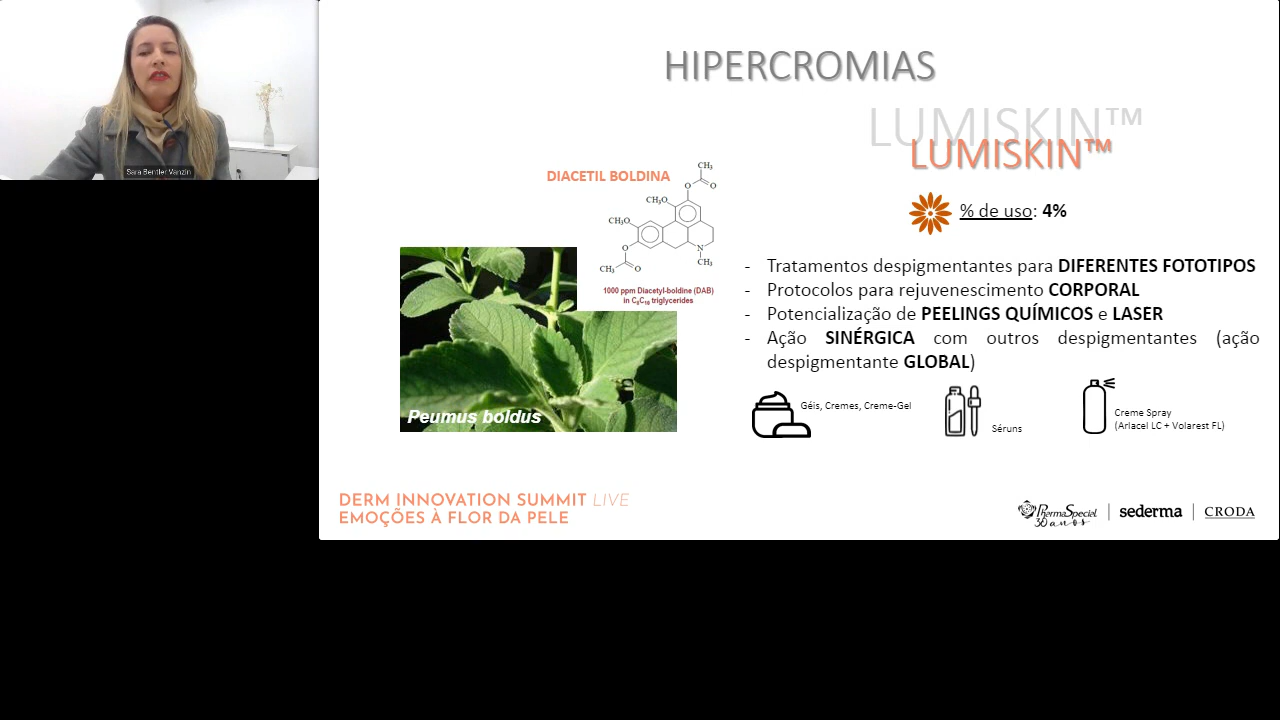 Sara Bentler Vanzin
HIPERCROMIAS
LUMISKIN™
LUMISKIN™
DIACETIL BOLDINA
CH₃
O
O
CH₃O
CH₃O
O
CH₃
O
N
CH₃
1000 ppm Diacetyl-boldine (DAB)
in C₈C₁₀ triglycerides
Peumus boldus
% de uso: 4%
- Tratamentos despigmentantes para DIFERENTES FOTOTIPOS
- Protocolos para rejuvenescimento CORPORAL
- Potencialização de PEELINGS QUÍMICOS e LASER
- Ação SINÉRGICA com outros despigmentantes (ação
despigmentante GLOBAL)
Géis, Cremes, Creme-Gel
Séruns
Creme Spray
(Arlacel LC + Volarest FL)
DERM INNOVATION SUMMIT LIVE
EMOÇÕES À FLOR DA PELE
PharmaSpecial
30 anos
sederma
CRODA